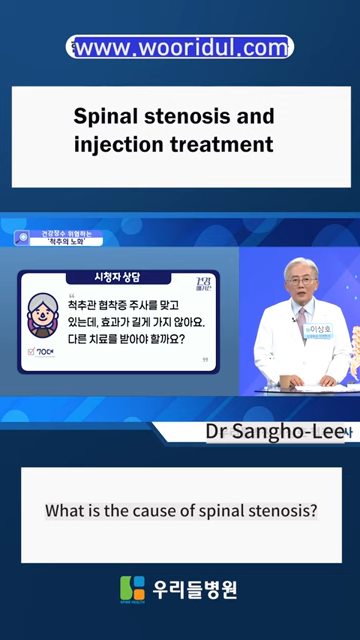 www.wooridul.com
Spinal stenosis and
injection treatment
건강장수 위협하는
'척추의 노화'
시청자 상담
척추관 협착증 주사를 맞고
있는데, 효과가 길게 가지 않아요.
다른 치료를 받아야 할까요?
70대
이상호
Dr Sangho-Lee
사
What is the cause of spinal stenosis?
우리들병원